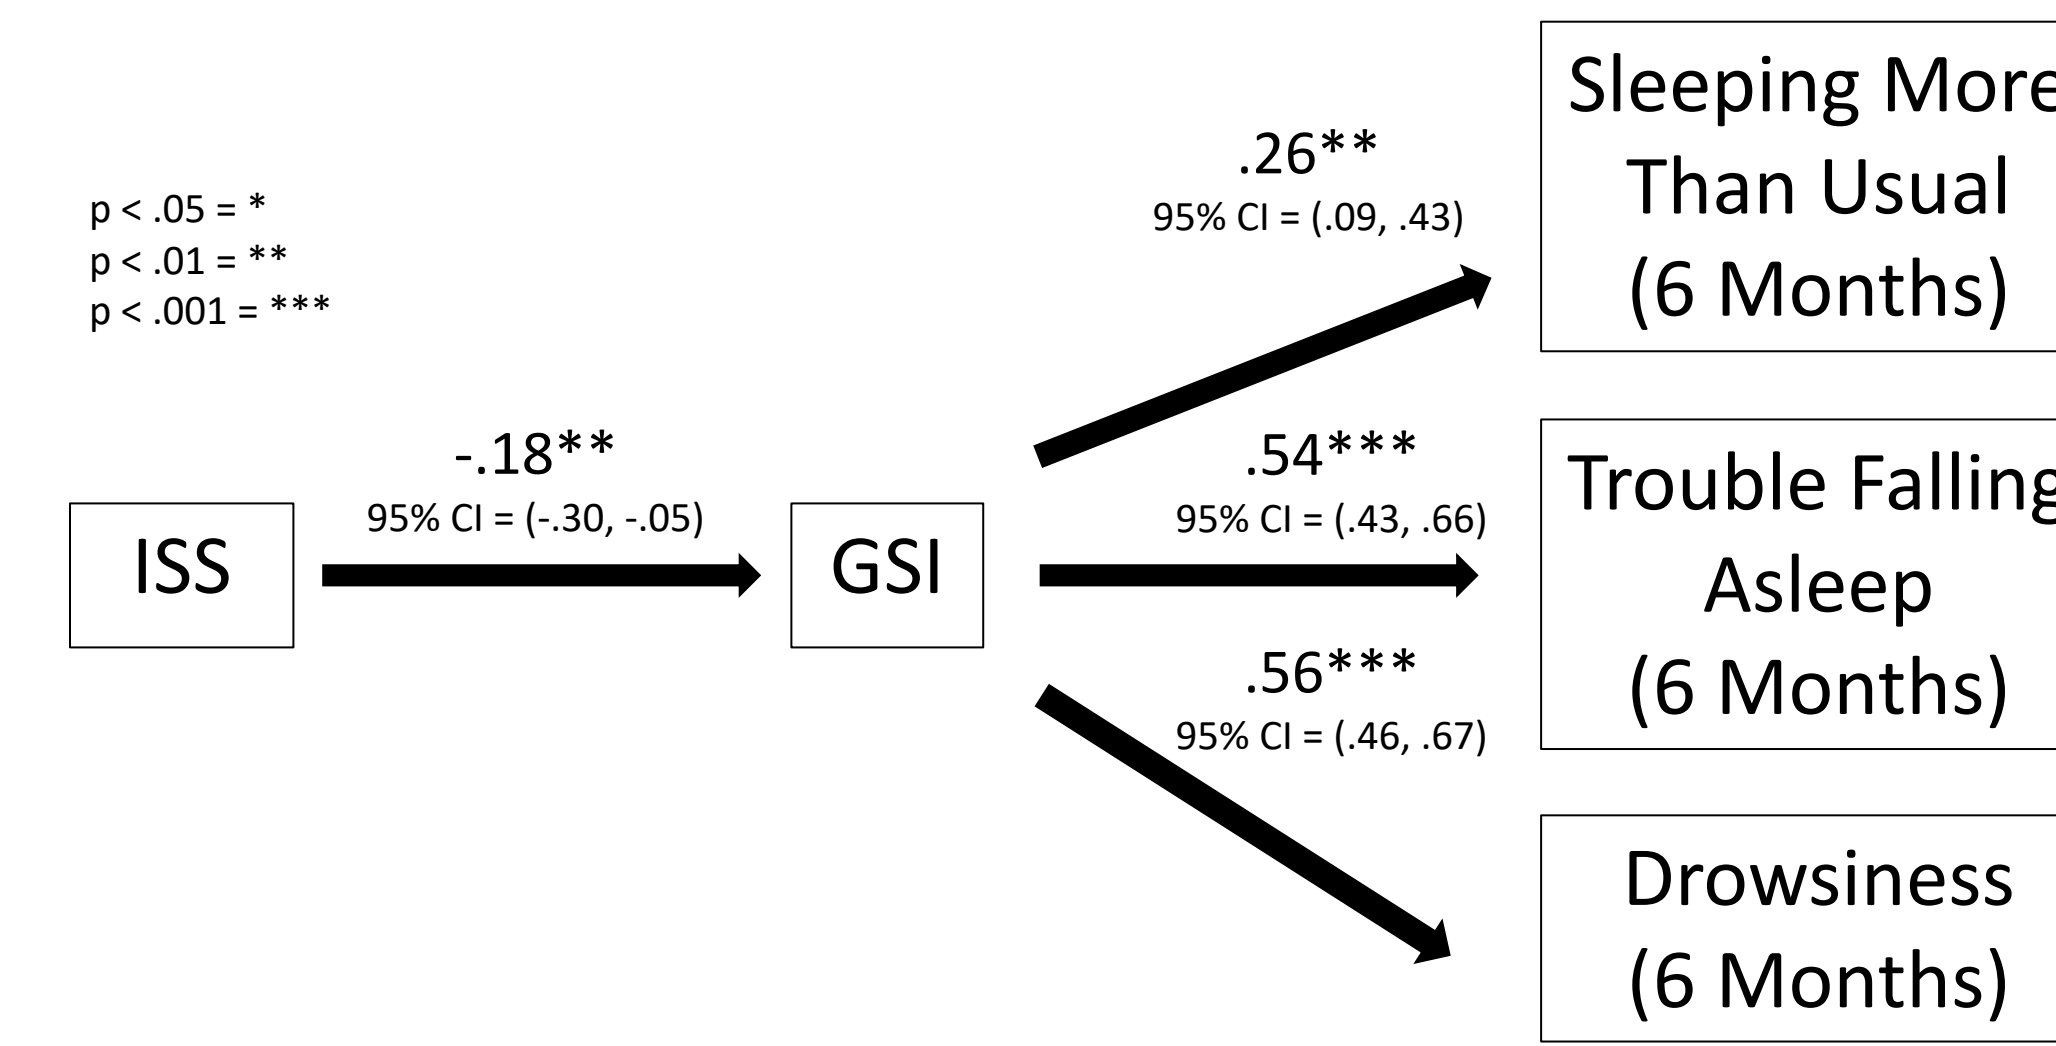 p < .05 = *
p < .01 = **
p < .001 = ***
ISS
-.18**
95% CI = (-.30, -.05)
GSI
.26**
95% CI = (.09, .43)
.54***
95% CI = (.43, .66)
.56***
95% CI = (.46, .67)
Sleeping More
Than Usual
(6 Months)
Trouble Falling
Asleep
(6 Months)
Drowsiness
(6 Months)